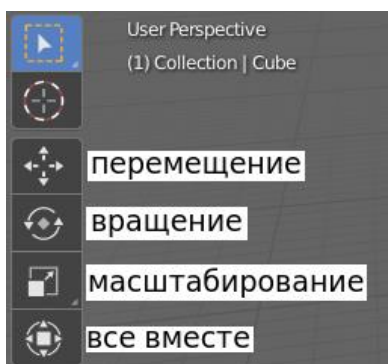 User Perspective
(1) Collection | Cube
перемещение
вращение
масштабирование
все вместе